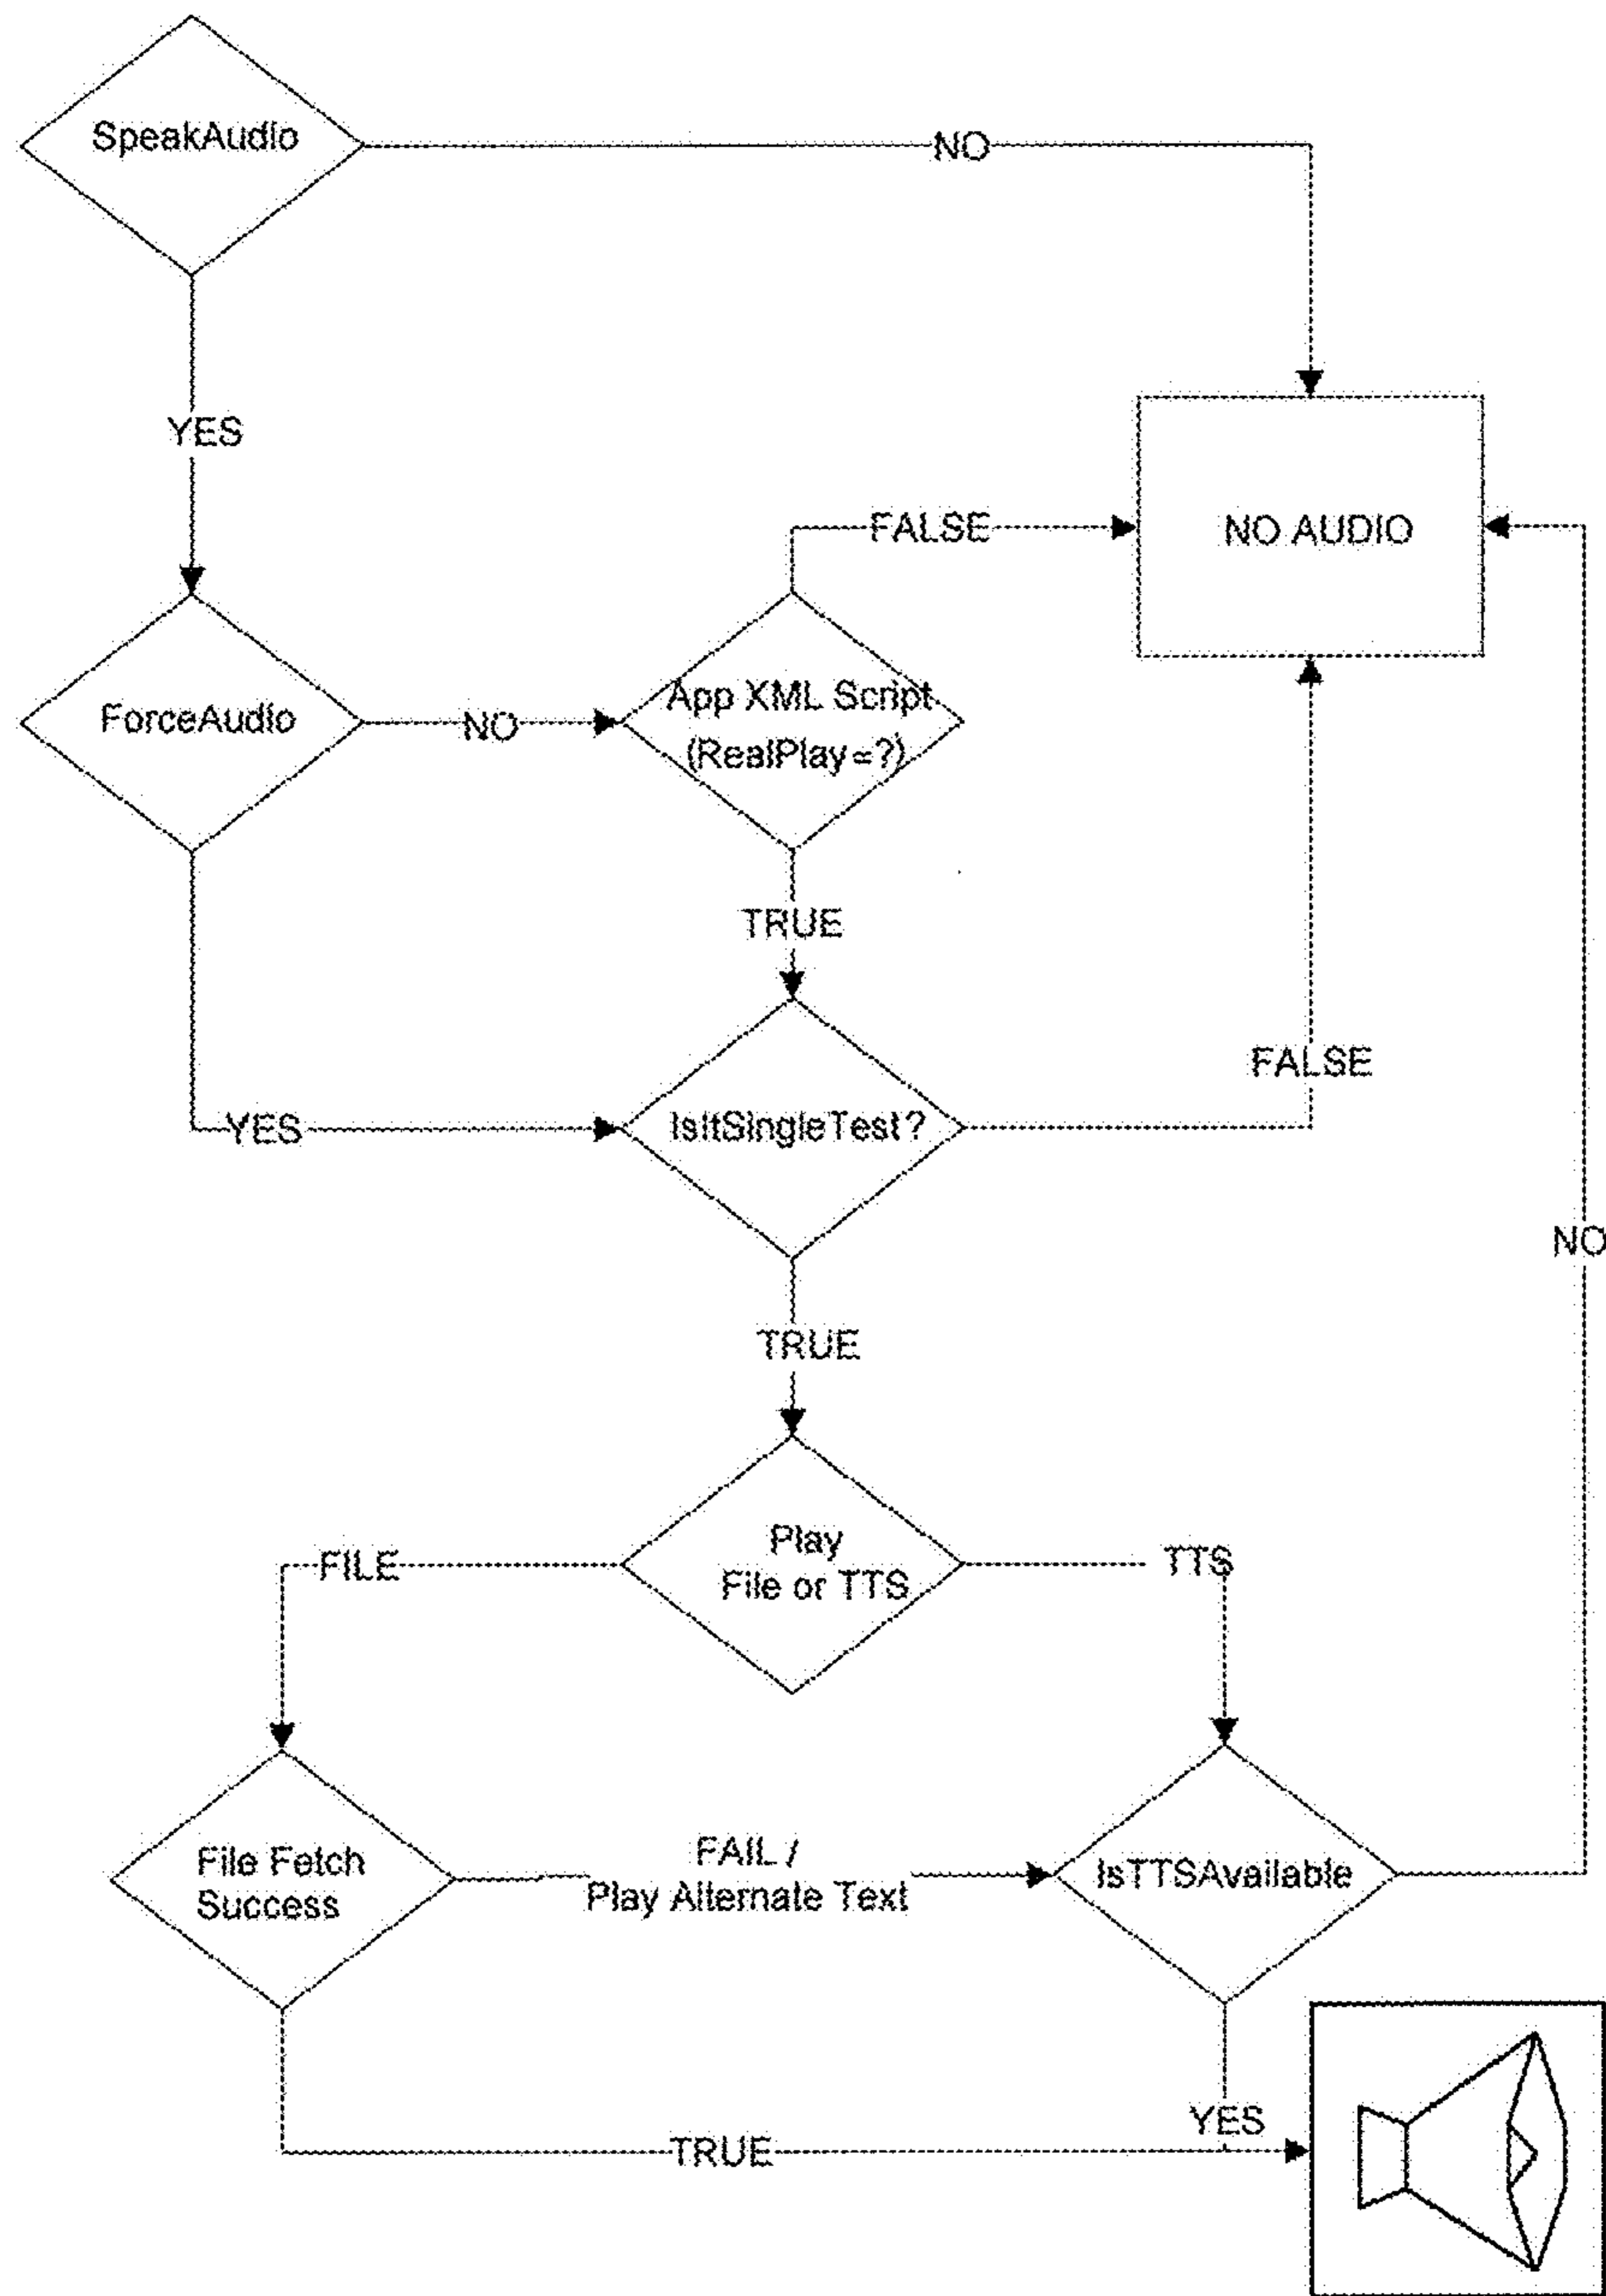 SpeakAudio
NO
YES
FALSE
NO AUDIO
ForceAudio
NO
App XML Script
(RealPlay=?)
TRUE
FALSE
YES
IsItSingleTest?
NO
TRUE
Play
File or TTS
FILE
TTS
File Fetch
Success
FAIL /
Play Alternate Text
IsTTSAvailable
YES
TRUE